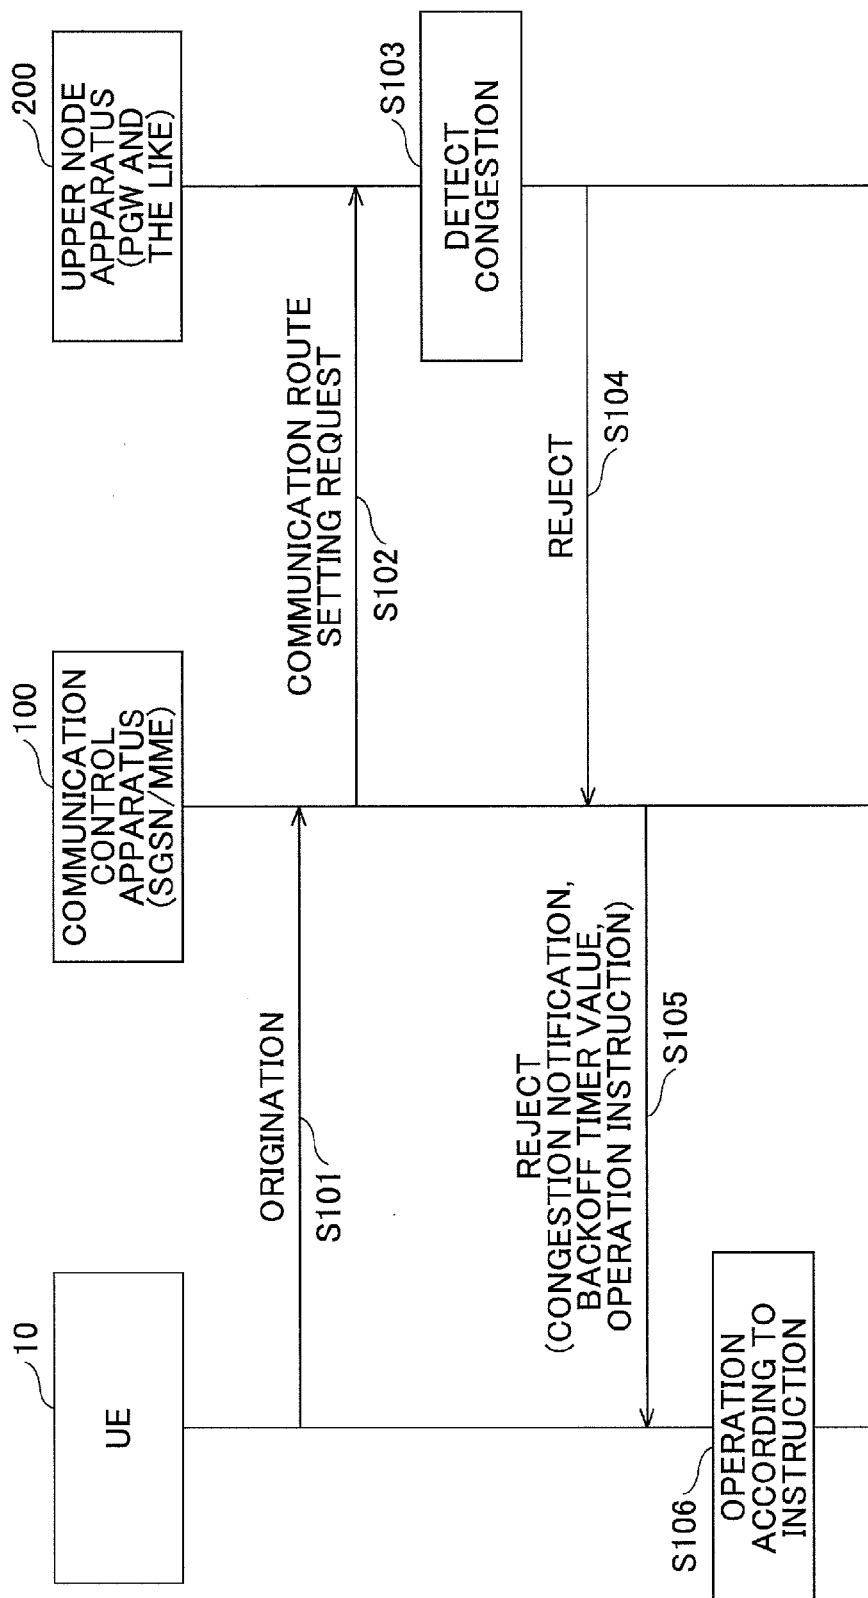 10
UE
100
COMMUNICATION
CONTROL
APPARATUS
(SGSN/MME)
200
UPPER NODE
APPARATUS
(PGW AND
THE LIKE)
ORIGINATION
S101
COMMUNICATION ROUTE
SETTING REQUEST
S102
S103
DETECT
CONGESTION
REJECT
S104
REJECT
(CONGESTION NOTIFICATION,
BACKOFF TIMER VALUE,
OPERATION INSTRUCTION)
S105
S106
OPERATION
ACCORDING TO
INSTRUCTION